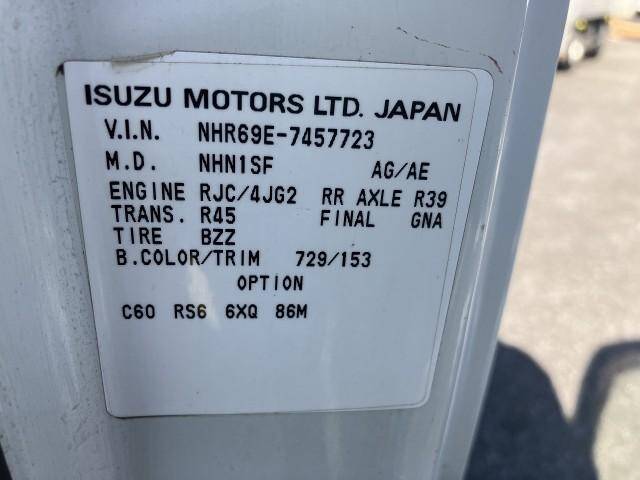 ISUZU MOTORS LTD. JAPAN
V.I.N. NHR69E-7457723
M.D. NHN1SF AG/AE
ENGINE RJC/4JG2 RR AXLE R39
TRANS. R45 FINAL GNA
TIRE BZZ
B.COLOR/TRIM 729/153
OPTION
C60 RS6 6XQ 86M